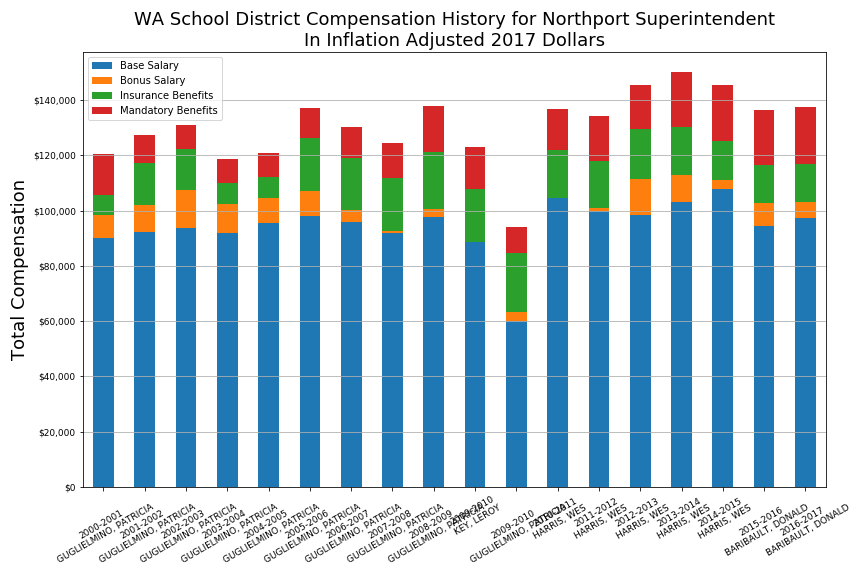 WA School District Compensation History for Northport Superintendent
In Inflation Adjusted 2017 Dollars
Base Salary
Bonus Salary
Insurance Benefits
Mandatory Benefits
Total Compensation
$140,000
$120,000
$100,000
$80,000
$60,000
$40,000
$20,000
$0
2000-2001
GUGLIELMINO, PATRICIA
2001-2002
GUGLIELMINO, PATRICIA
2002-2003
GUGLIELMINO, PATRICIA
2003-2004
GUGLIELMINO, PATRICIA
2004-2005
GUGLIELMINO, PATRICIA
2005-2006
GUGLIELMINO, PATRICIA
2006-2007
GUGLIELMINO, PATRICIA
2007-2008
GUGLIELMINO, PATRICIA
2008-2009
GUGLIELMINO, PATRICIA
2009-2010
KEY, LEROY
2009-2010
GUGLIELMINO, PATRICIA
2010-2011
HARRIS, WES
2011-2012
HARRIS, WES
2012-2013
HARRIS, WES
2013-2014
HARRIS, WES
2014-2015
HARRIS, WES
2015-2016
BARIBAULT, DONALD
2016-2017
BARIBAULT, DONALD